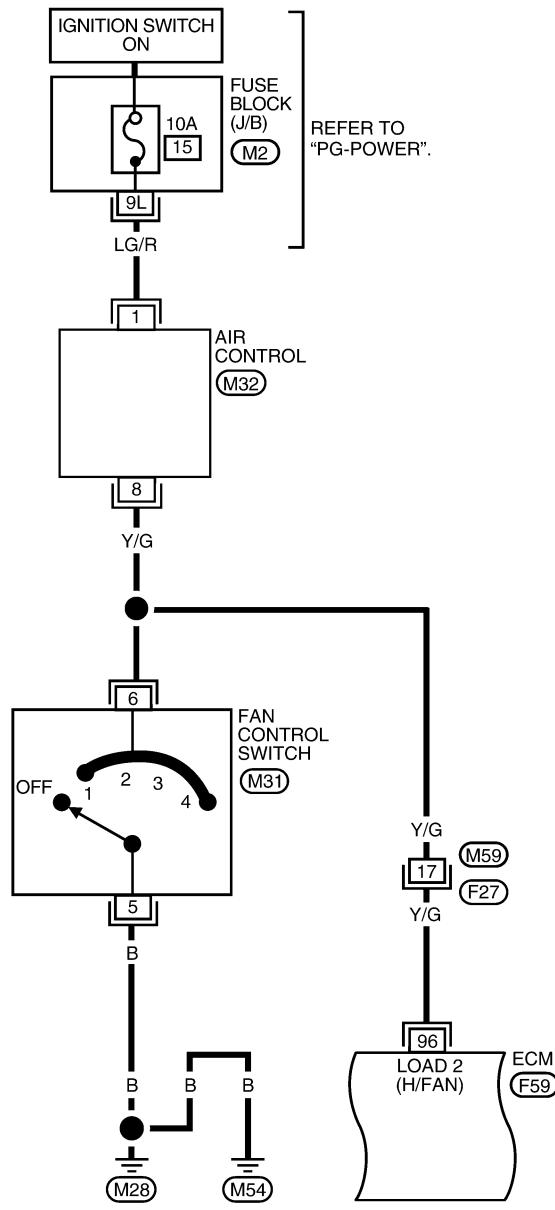 IGNITION SWITCH
ON
FUSE
BLOCK
(J/B)
M2
10A
15
REFER TO
“PG-POWER”.
9L
LG/R
1
AIR
CONTROL
M32
8
Y/G
6
FAN
CONTROL
SWITCH
M31
OFF
1
2
3
4
5
B
Y/G
17
M59
F27
Y/G
96
LOAD 2
(H/FAN)
ECM
F59
B
B
B
M28
M54